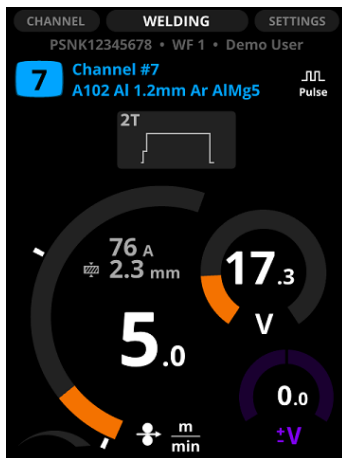 CHANNEL WELDING SETTINGS
PSNK12345678 • WF 1 • Demo User
7
Channel #7
A102 Al 1.2mm Ar AlMg5
Pulse
2T
76 A
2.3 mm
17.3
V
5.0
m
min
0.0
±V